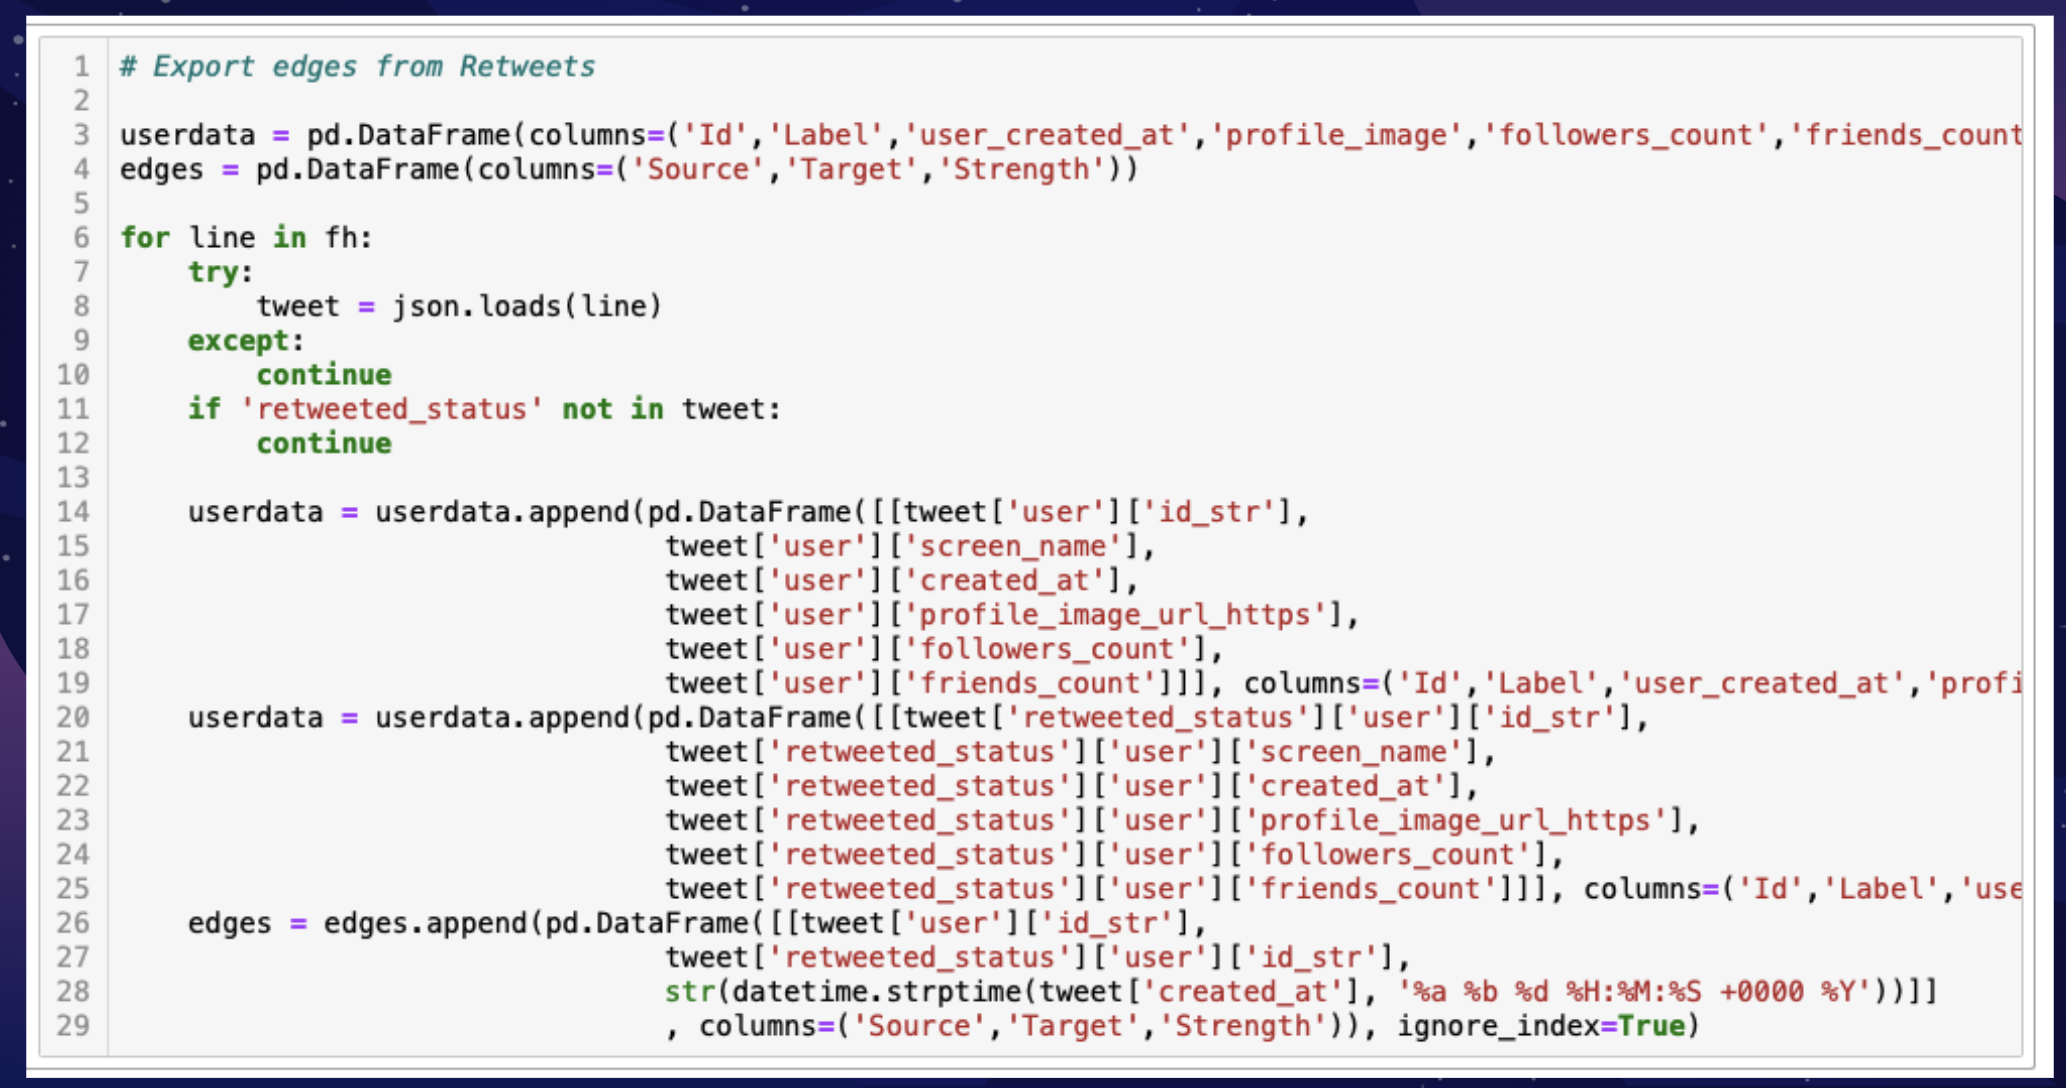 1 # Export edges from Retweets
2
3 userdata = pd.DataFrame(columns=('Id','Label','user_created_at','profile_image','followers_count','friends_count
4 edges = pd.DataFrame(columns=('Source','Target','Strength'))
5
6 for line in fh:
7     try:
8         tweet = json.loads(line)
9     except:
10         continue
11     if 'retweeted_status' not in tweet:
12         continue
13
14     userdata = userdata.append(pd.DataFrame([[tweet['user']['id_str'],
15                                 tweet['user']['screen_name'],
16                                 tweet['user']['created_at'],
17                                 tweet['user']['profile_image_url_https'],
18                                 tweet['user']['followers_count'],
19                                 tweet['user']['friends_count']]], columns=('Id','Label','user_created_at','profi
20     userdata = userdata.append(pd.DataFrame([[tweet['retweeted_status']['user']['id_str'],
21                                 tweet['retweeted_status']['user']['screen_name'],
22                                 tweet['retweeted_status']['user']['created_at'],
23                                 tweet['retweeted_status']['user']['profile_image_url_https'],
24                                 tweet['retweeted_status']['user']['followers_count'],
25                                 tweet['retweeted_status']['user']['friends_count']]], columns=('Id','Label','use
26     edges = edges.append(pd.DataFrame([[tweet['user']['id_str'],
27                                 tweet['retweeted_status']['user']['id_str'],
28                                 str(datetime.strptime(tweet['created_at'], '%a %b %d %H:%M:%S +0000 %Y'))]]
29                                 , columns=('Source','Target','Strength')), ignore_index=True)